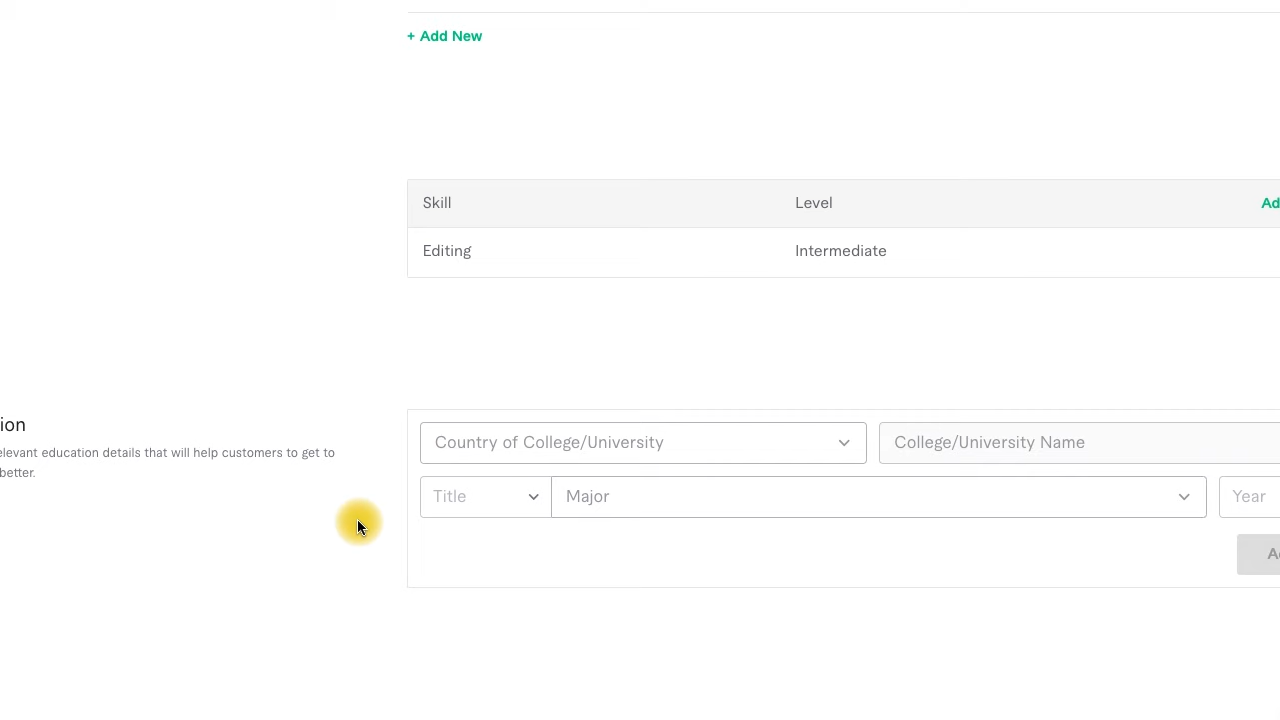 + Add New
Skill Level Ad
Editing Intermediate
ion
elevant education details that will help customers to get to
better.
Country of College/University College/University Name
Title Major Year
A